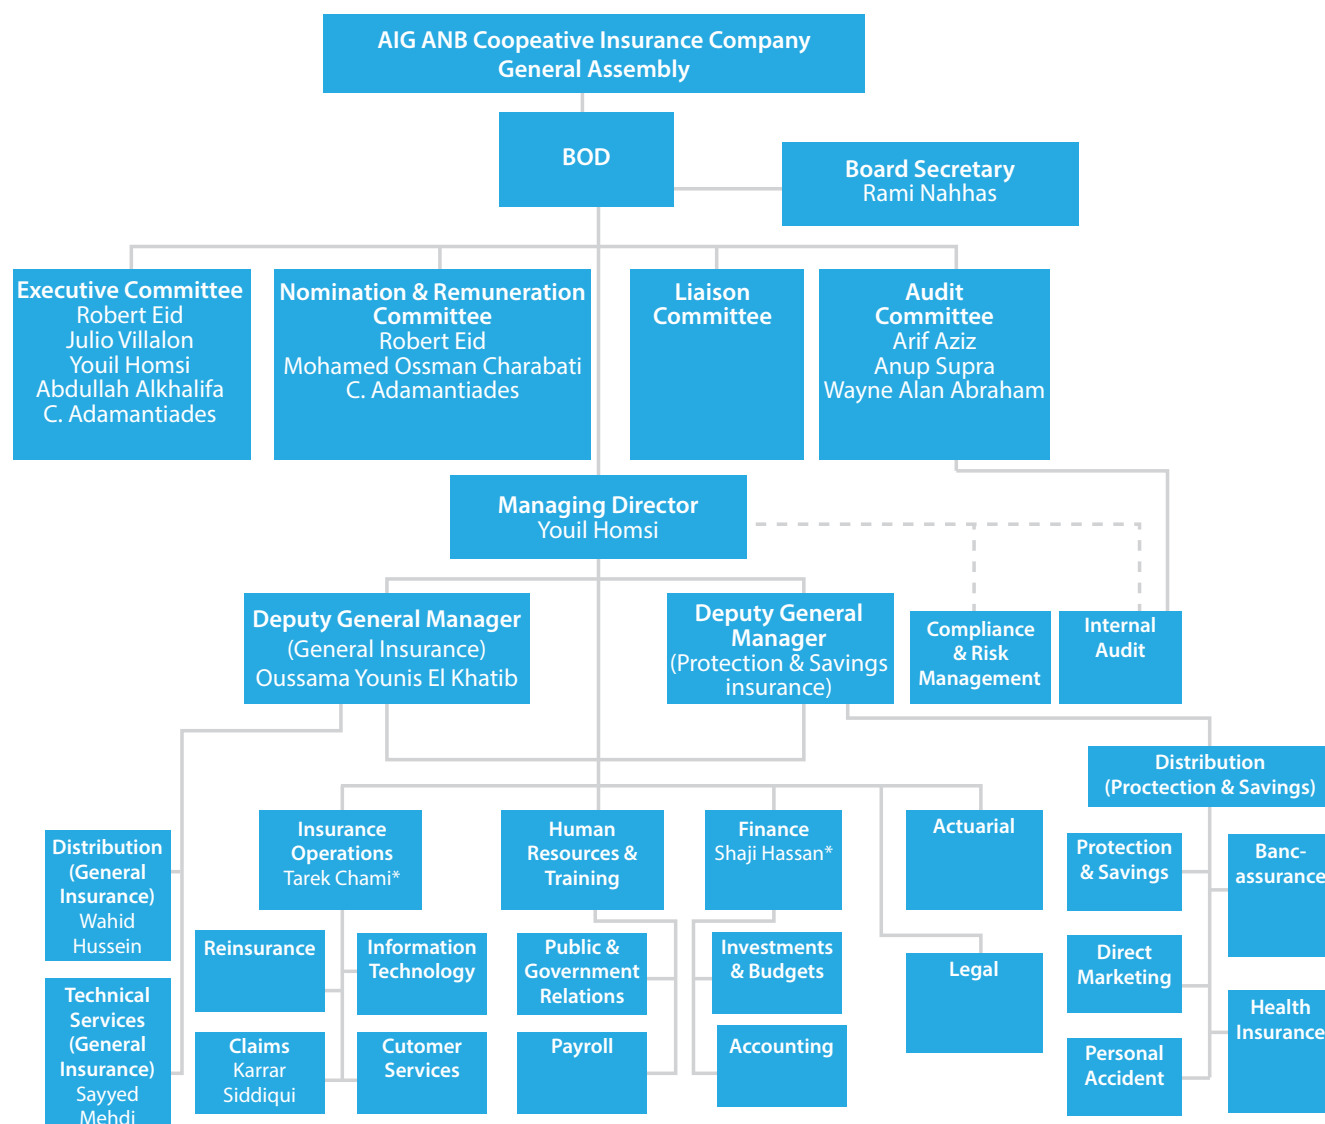 AIG ANB Coopeative Insurance Company
General Assembly
BOD
Board Secretary
Rami Nahhas
Executive Committee
Robert Eid
Julio Villalon
Youil Homsi
Abdullah Alkhalifa
C. Adamantiades
Nomination & Remuneration
Committee
Robert Eid
Mohamed Ossman Charabati
C. Adamantiades
Liaison
Committee
Audit
Committee
Arif Aziz
Anup Supra
Wayne Alan Abraham
Managing Director
Youil Homsi
Deputy General Manager
(General Insurance)
Oussama Younis El Khatib
Deputy General
Manager
(Protection & Savings
insurance)
Compliance
& Risk
Management
Internal
Audit
Distribution
(Proctection & Savings)
Distribution
(General
Insurance)
Wahid
Hussein
Insurance
Operations
Tarek Chami*
Human
Resources &
Training
Finance
Shaji Hassan*
Actuarial
Protection
& Savings
Banc-
assurance
Reinsurance
Information
Technology
Public &
Government
Relations
Investments
& Budgets
Legal
Direct
Marketing
Technical
Services
(General
Insurance)
Sayyed
Mehdi
Claims
Karrar
Siddiqui
Cutomer
Services
Payroll
Accounting
Personal
Accident
Health
Insurance